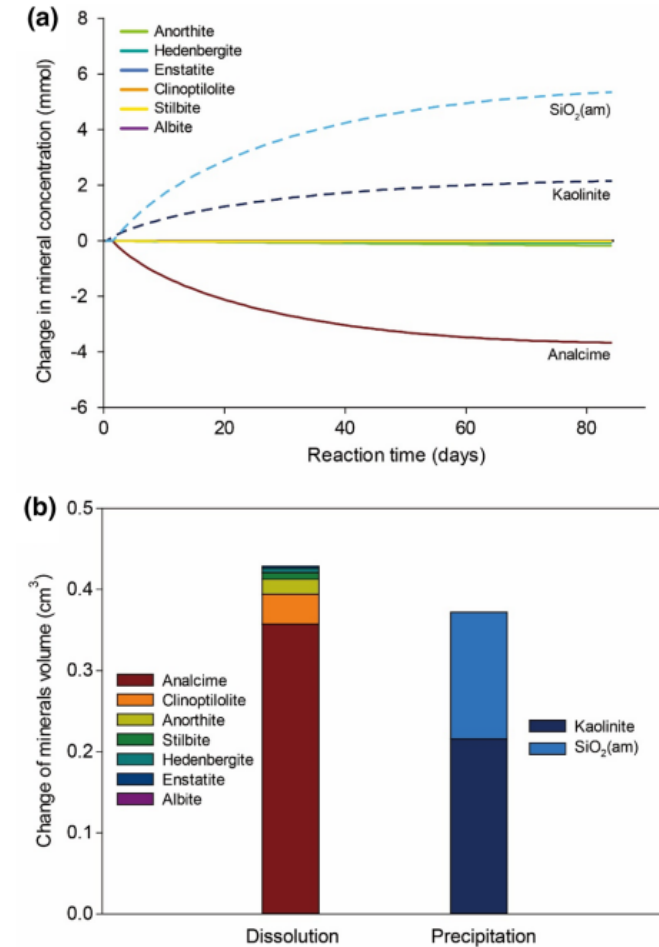 (a)
8
6
4
2
0
-2
-4
-6
Change in mineral concentration (mmol)
Anorthite
Hedenbergite
Enstatite
Clinoptilolite
Stilbite
Albite
SiO₂(am)
Kaolinite
Analcime
0 20 40 60 80
Reaction time (days)
(b)
0.5
0.4
0.3
0.2
0.1
0.0
Change of minerals volume (cm³)
Analcime
Clinoptilolite
Anorthite
Stilbite
Hedenbergite
Enstatite
Albite
Kaolinite
SiO₂(am)
Dissolution Precipitation